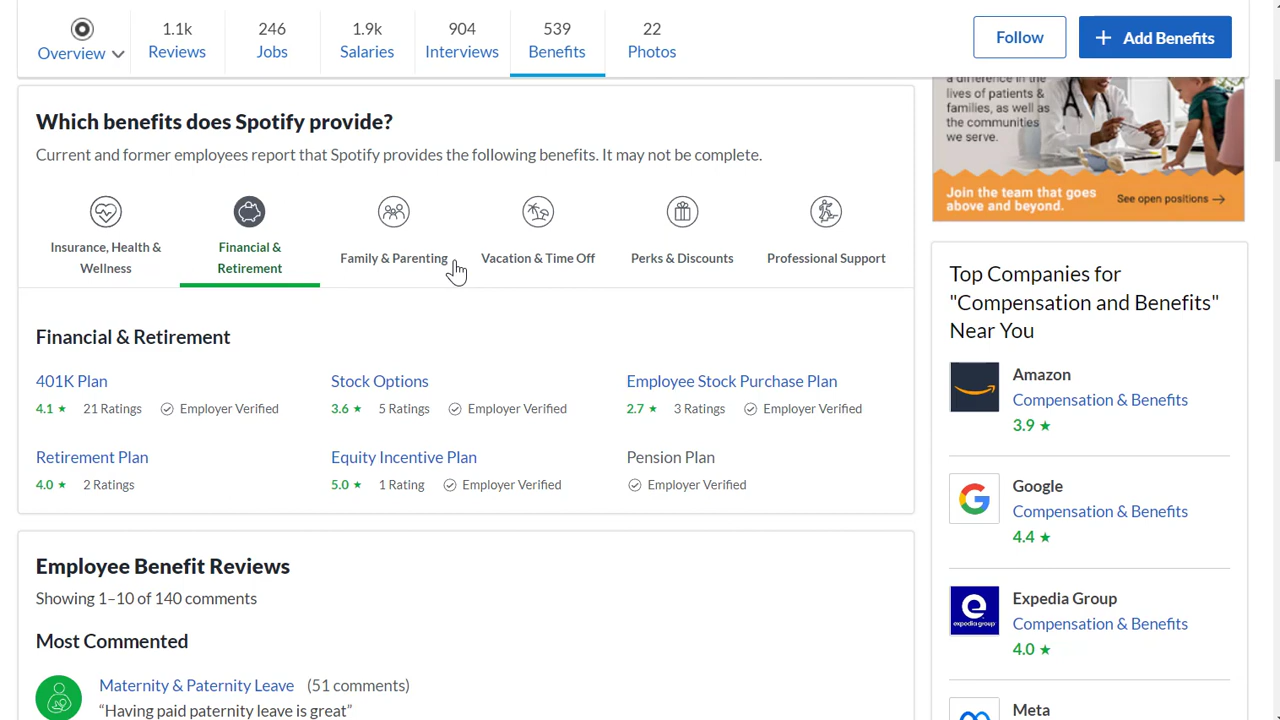 Overview
1.1k
Reviews
246
Jobs
1.9k
Salaries
904
Interviews
539
Benefits
22
Photos
Follow
+ Add Benefits
Which benefits does Spotify provide?
Current and former employees report that Spotify provides the following benefits. It may not be complete.
Insurance, Health &
Wellness
Financial &
Retirement
Family & Parenting
Vacation & Time Off
Perks & Discounts
Professional Support
Financial & Retirement
401K Plan
4.1 ★ 21 Ratings Employer Verified
Stock Options
3.6 ★ 5 Ratings Employer Verified
Employee Stock Purchase Plan
2.7 ★ 3 Ratings Employer Verified
Retirement Plan
4.0 ★ 2 Ratings
Equity Incentive Plan
5.0 ★ 1 Rating Employer Verified
Pension Plan
Employer Verified
Employee Benefit Reviews
Showing 1–10 of 140 comments
Most Commented
Maternity & Paternity Leave (51 comments)
“Having paid paternity leave is great”
a difference in the
lives of patients &
families, as well as
the communities
we serve.
Join the team that goes
above and beyond.
See open positions →
Top Companies for
"Compensation and Benefits"
Near You
Amazon
Compensation & Benefits
3.9 ★
Google
Compensation & Benefits
4.4 ★
expedia group
Expedia Group
Compensation & Benefits
4.0 ★
Meta